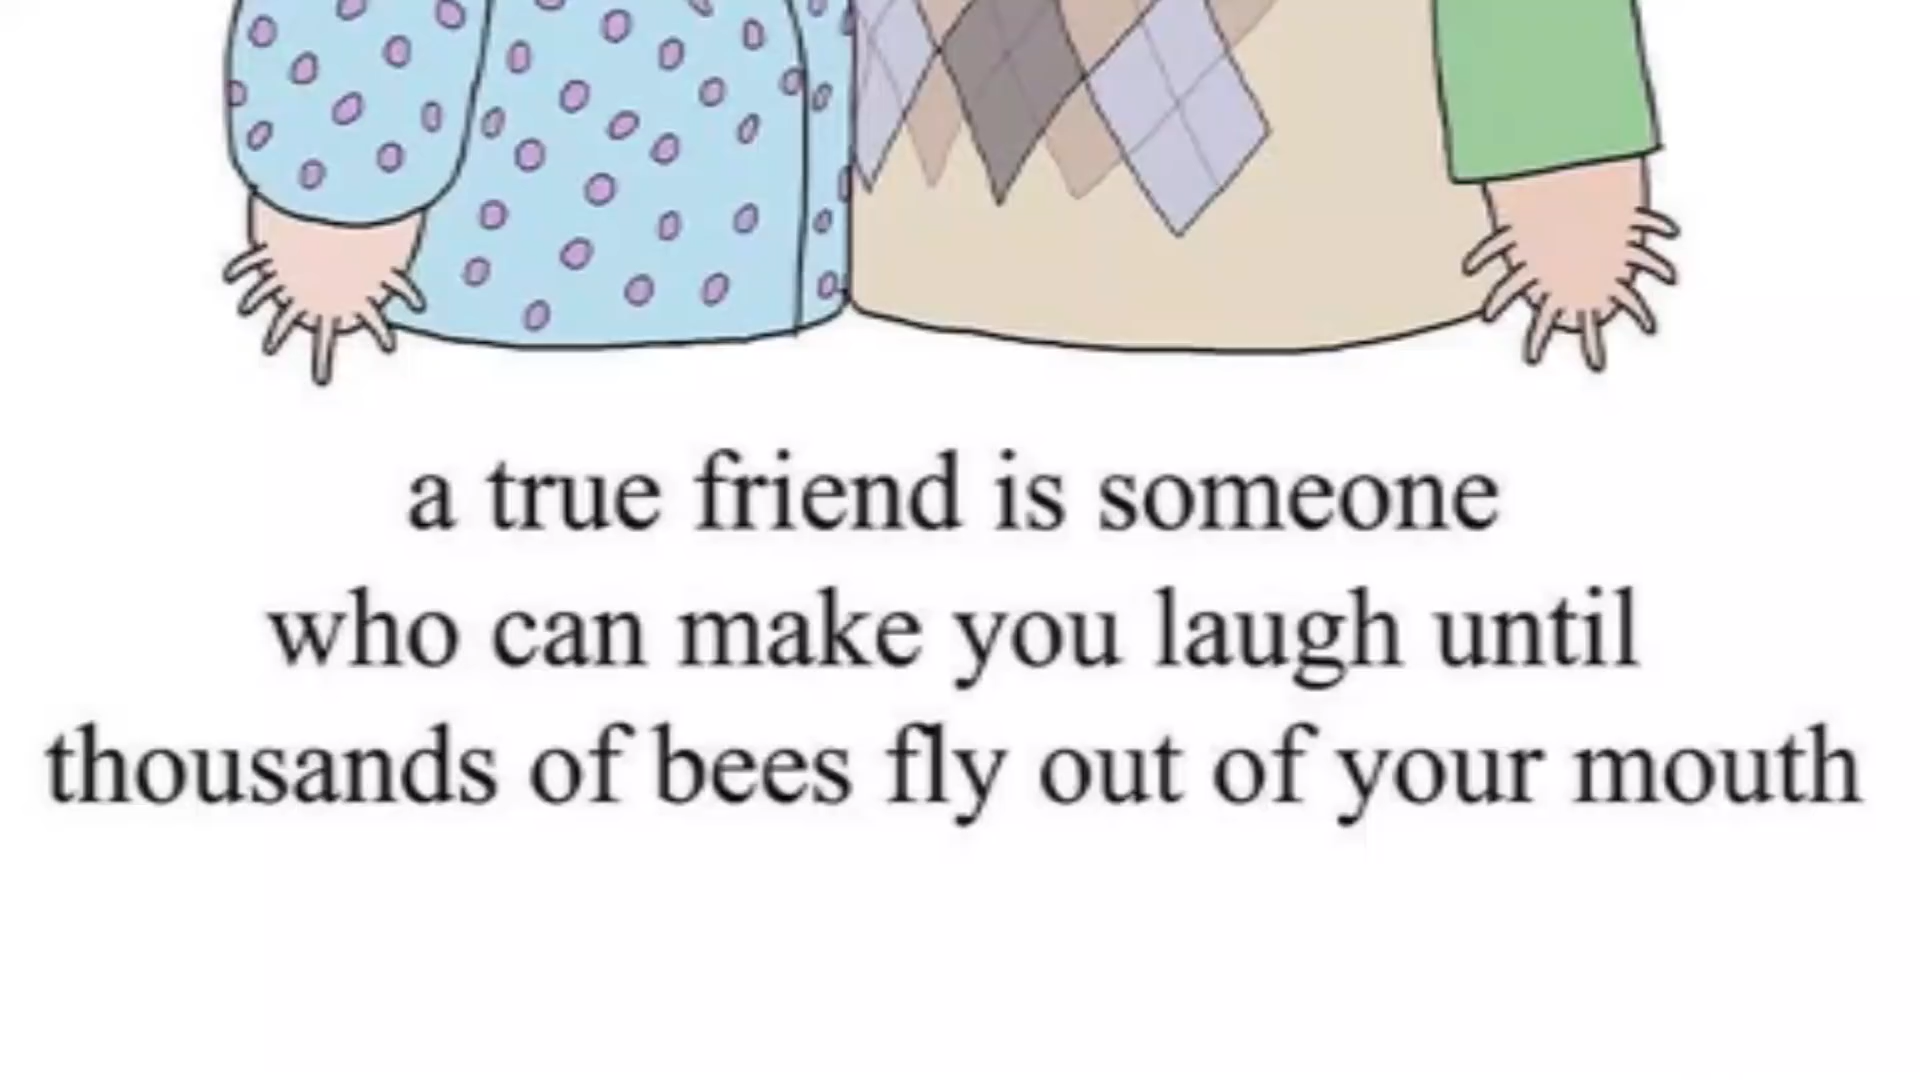 a true friend is someone
who can make you laugh until
thousands of bees fly out of your mouth